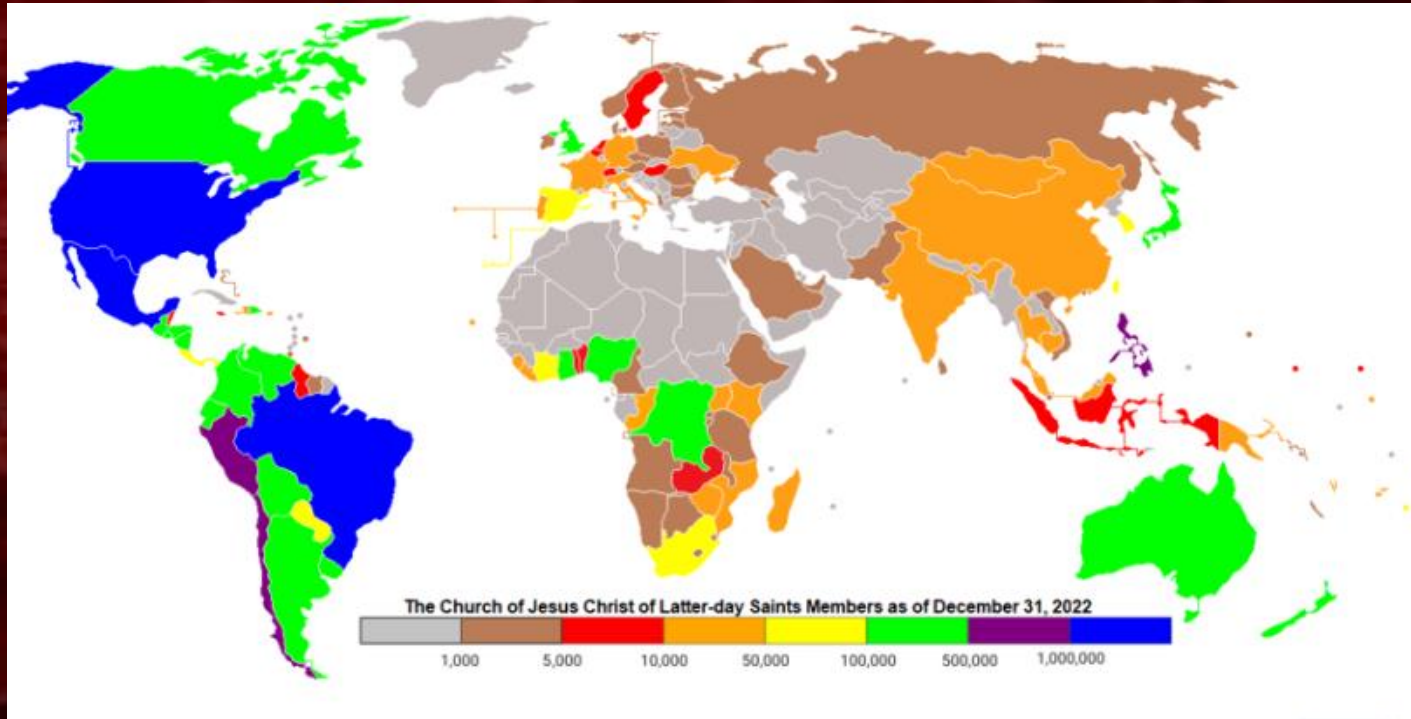 The Church of Jesus Christ of Latter-day Saints Members as of December 31, 2022
1,000 5,000 10,000 50,000 100,000 500,000 1,000,000